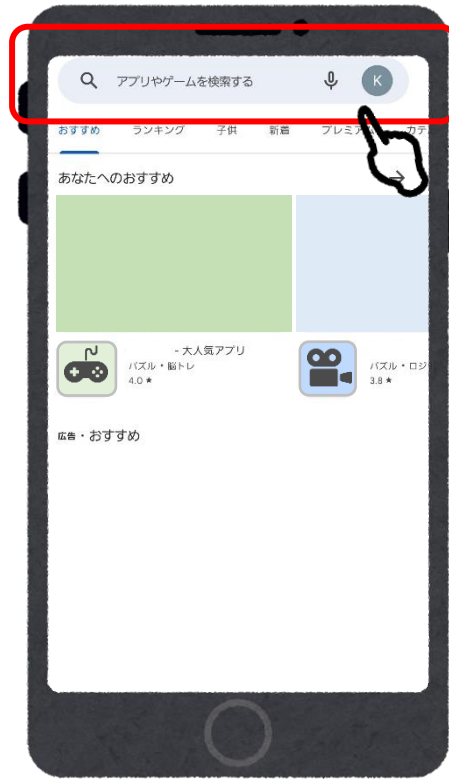 アプリやゲームを検索する K
おすすめ ランキング 子供 新着 プレミアム カテ
あなたへのおすすめ
- 大人気アプリ
パズル・脳トレ
4.0 ★
パズル・ロジ
3.8 ★
広告・おすすめ